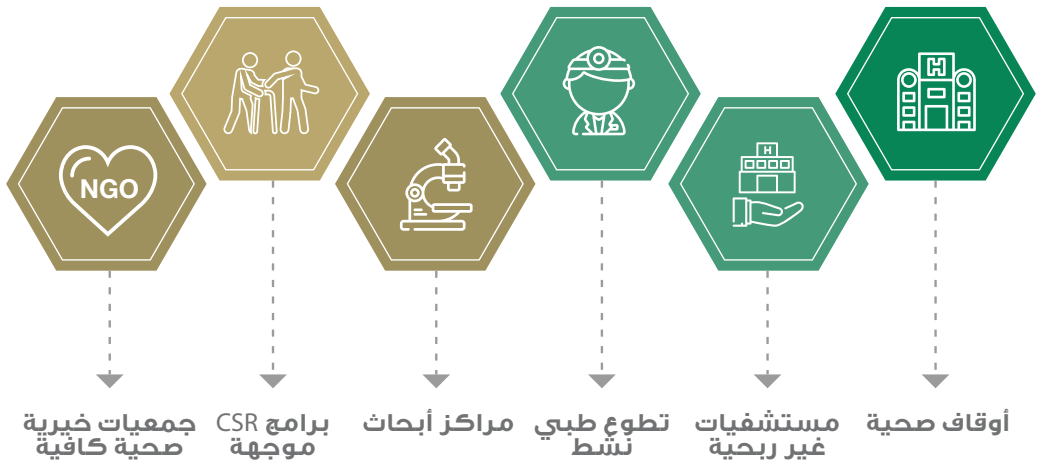 H
H
NGO
أوقاف صحية
مستشفيات
غير ربحية
تطوع طبي
نشط
مراكز أبحاث
برامج CSR
موجهة
جمعيات خيرية
صحية كافية